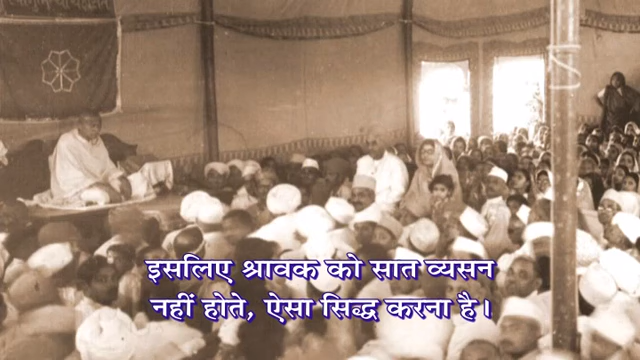 इसलिए श्रावक को सात व्यसन
नहीं होते, ऐसा सिद्ध करना है।